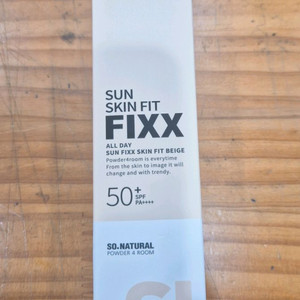 SUN
SKIN FIT
FIXX
ALL DAY
SUN FIXX SKIN FIT BEIGE
Powder4room is everytime
From the skin to image it will
change and with trendy.
50+
SPF
PA++++
SO.NATURAL
POWDER 4 ROOM